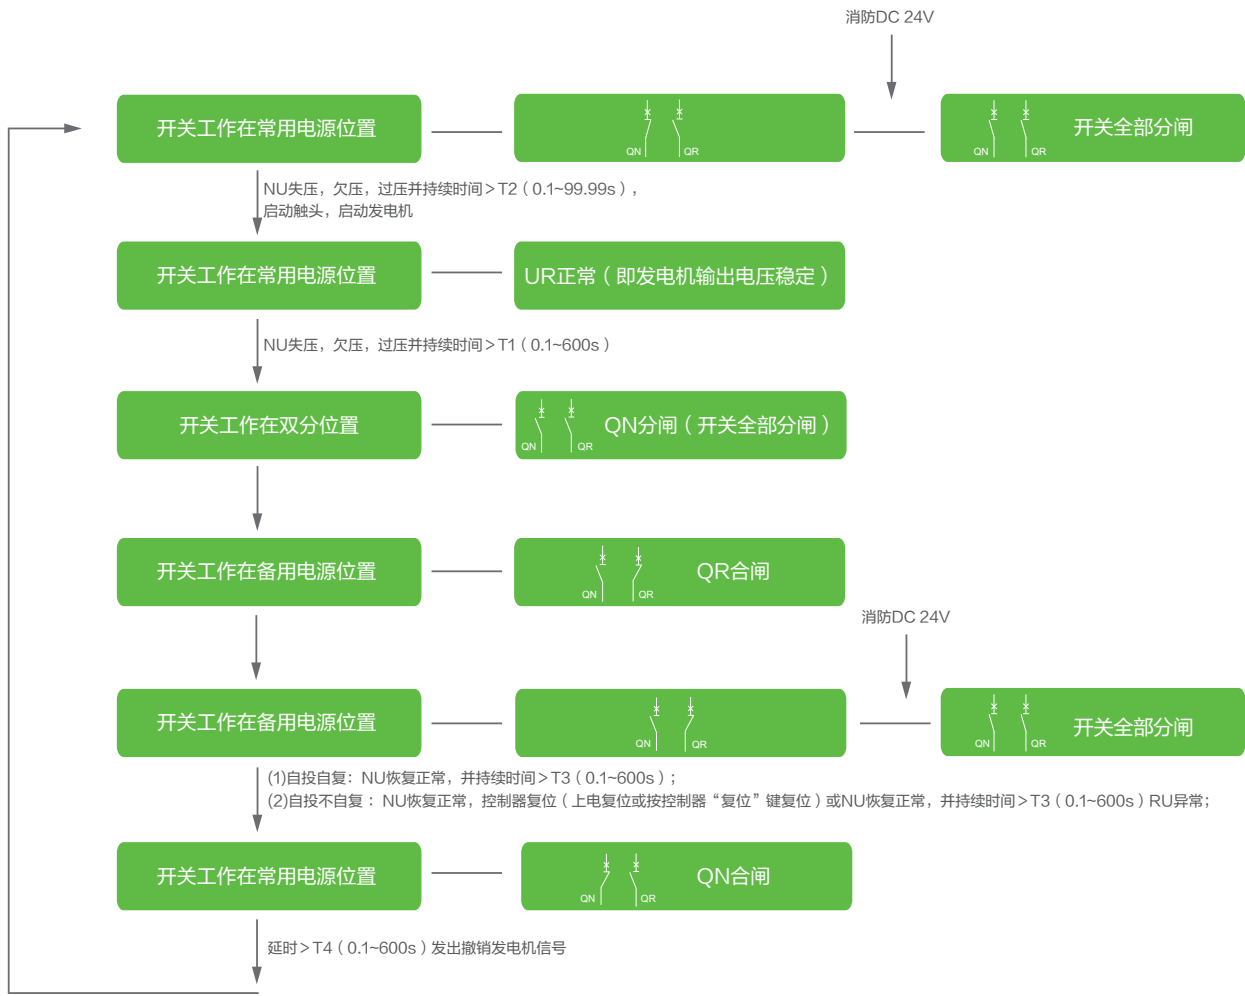 消防DC 24V
开关工作在常用电源位置
QN
QR
QN
QR
开关全部分闸
NU失压，欠压，过压并持续时间＞T2（0.1~99.99s），
启动触头，启动发电机
开关工作在常用电源位置
UR正常（即发电机输出电压稳定）
NU失压，欠压，过压并持续时间＞T1（0.1~600s）
开关工作在双分位置
QN
QR
QN分闸（开关全部分闸）
开关工作在备用电源位置
QN
QR
QR合闸
消防DC 24V
开关工作在备用电源位置
QN
QR
QN
QR
开关全部分闸
(1)自投自复：NU恢复正常，并持续时间＞T3（0.1~600s）；
(2)自投不自复：NU恢复正常，控制器复位（上电复位或按控制器“复位”键复位）或NU恢复正常，并持续时间＞T3（0.1~600s）RU异常；
开关工作在常用电源位置
QN
QR
QN合闸
延时＞T4（0.1~600s）发出撤销发电机信号